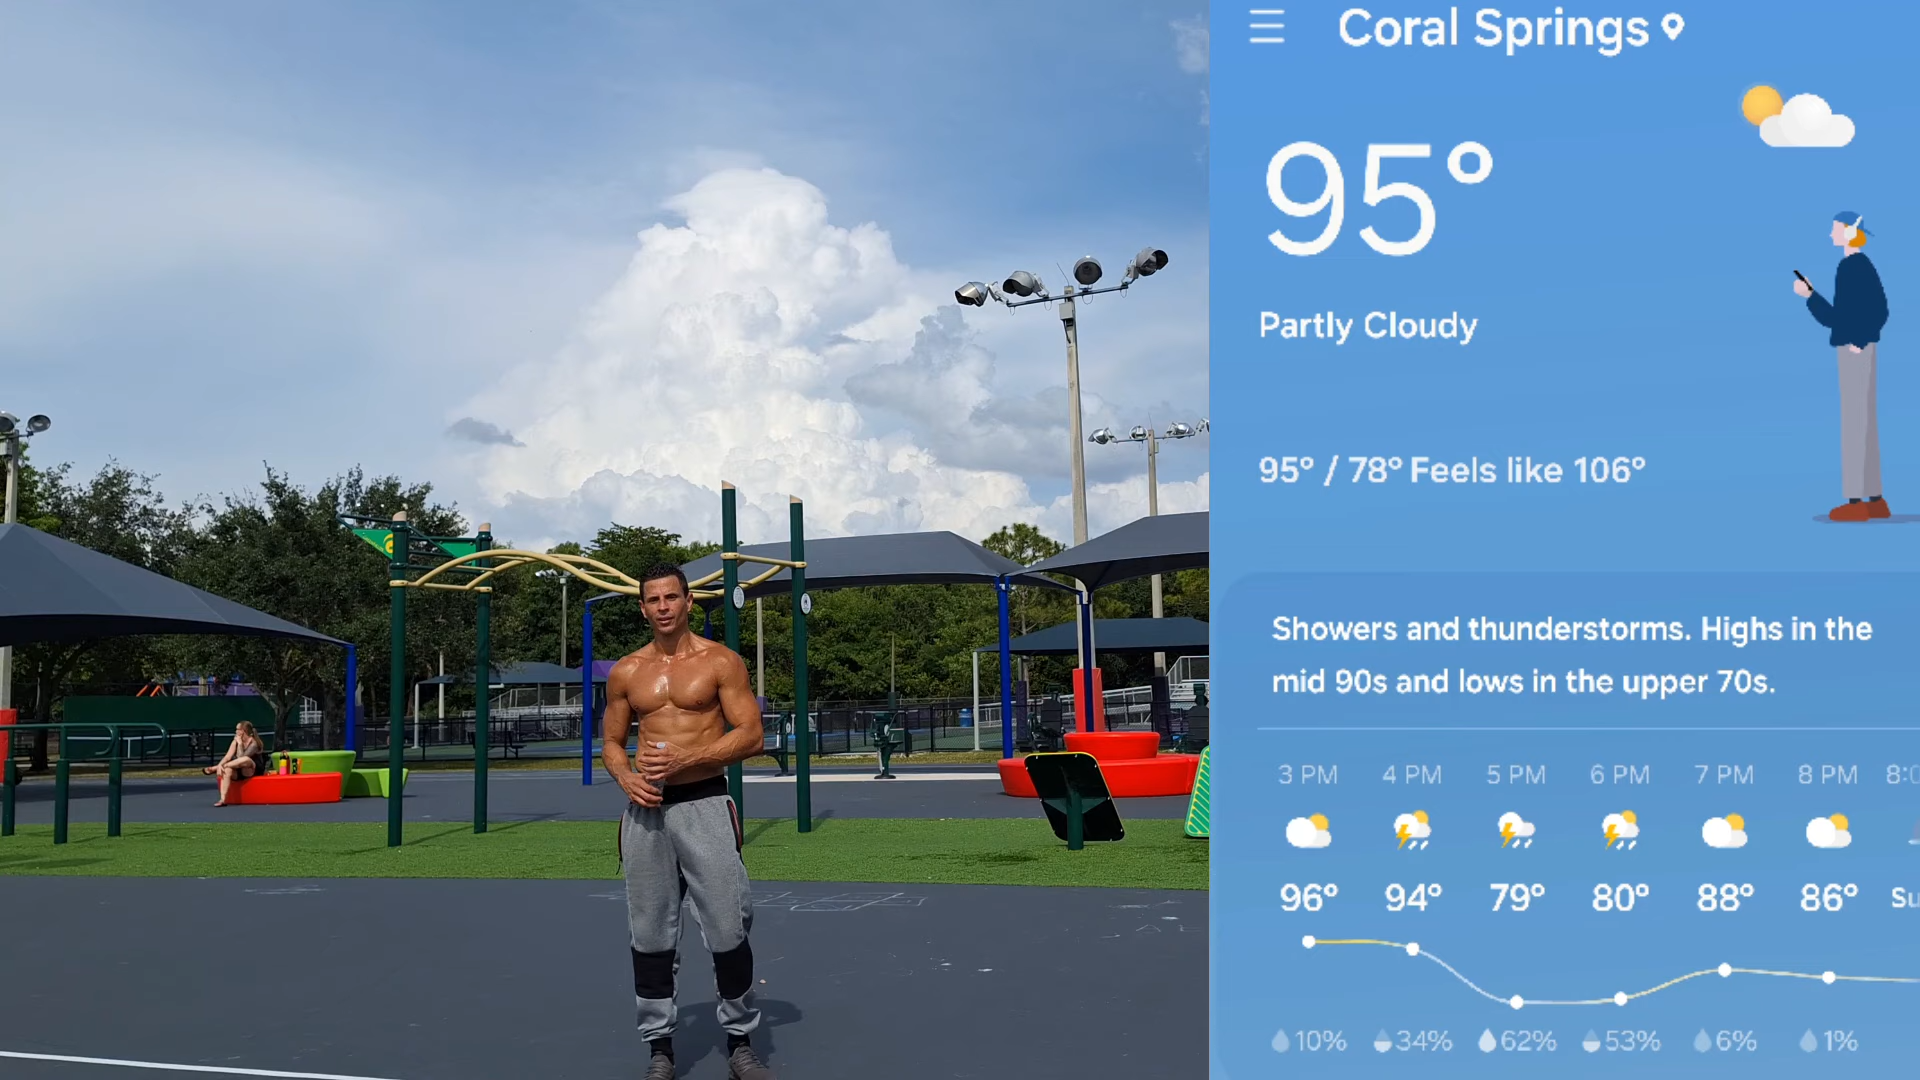 Coral Springs
95°
Partly Cloudy
95° / 78° Feels like 106°
Showers and thunderstorms. Highs in the
mid 90s and lows in the upper 70s.
3 PM 4 PM 5 PM 6 PM 7 PM 8 PM
96° 94° 79° 80° 88° 86° Su
10% 34% 62% 53% 6% 1%